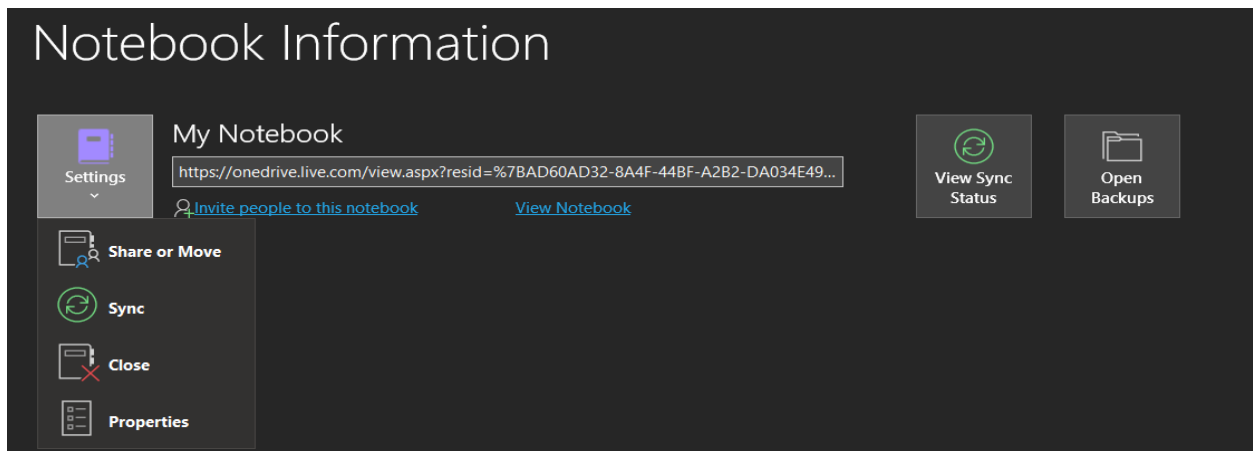 Notebook Information
Settings
My Notebook
https://onedrive.live.com/view.aspx?resid=%7BAD60AD32-8A4F-44BF-A2B2-DA034E49...
Invite people to this notebook
View Notebook
View Sync
Status
Open
Backups
Share or Move
Sync
Close
Properties